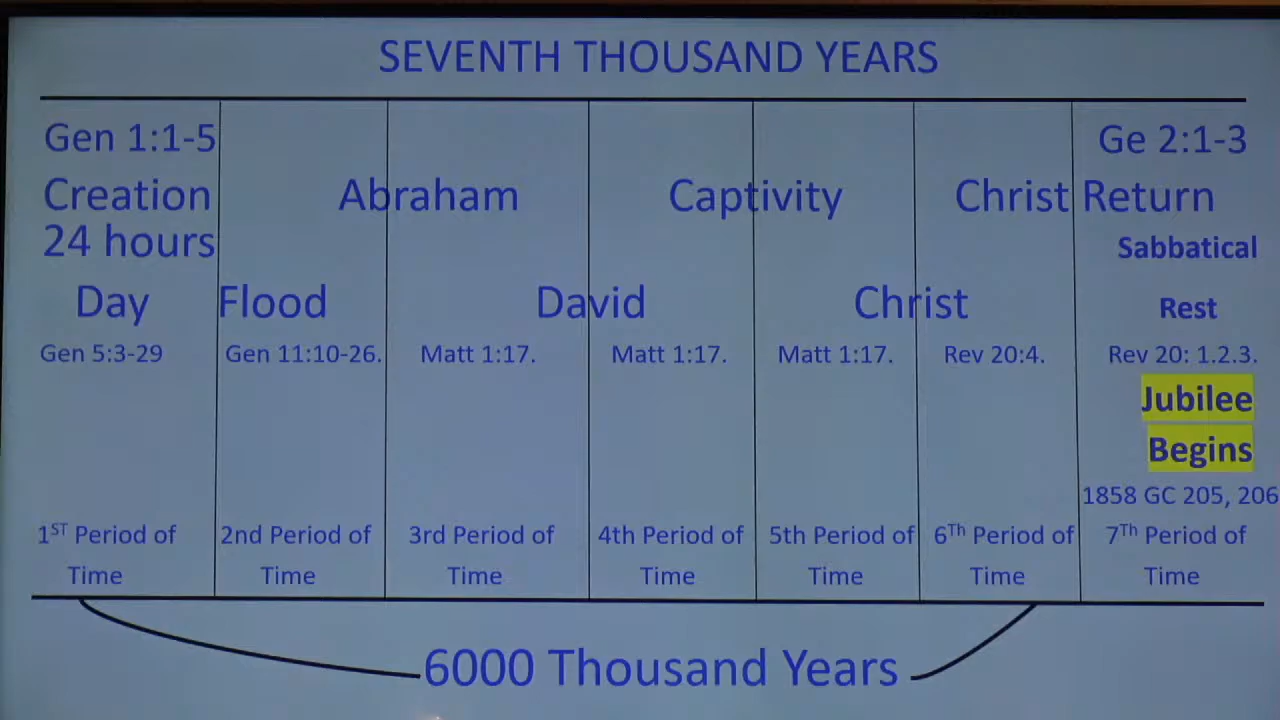 SEVENTH THOUSAND YEARS
Gen 1:1-5 Ge 2:1-3
Creation Abraham Captivity Christ Return
24 hours Sabbatical
Day Flood David Christ Rest
Gen 5:3-29 Gen 11:10-26. Matt 1:17. Matt 1:17. Matt 1:17. Rev 20:4. Rev 20: 1.2.3.
Jubilee
Begins
1858 GC 205, 206
1ST Period of 2nd Period of 3rd Period of 4th Period of 5th Period of 6Th Period of 7Th Period of
Time Time Time Time Time Time Time
6000 Thousand Years